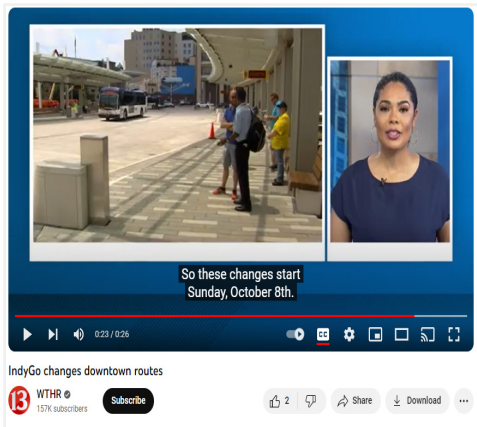 So these changes start
Sunday, October 8th.
0:23 / 0:26
CC
IndyGo changes downtown routes
13
WTHR
157K subscribers
Subscribe
2
Share
Download